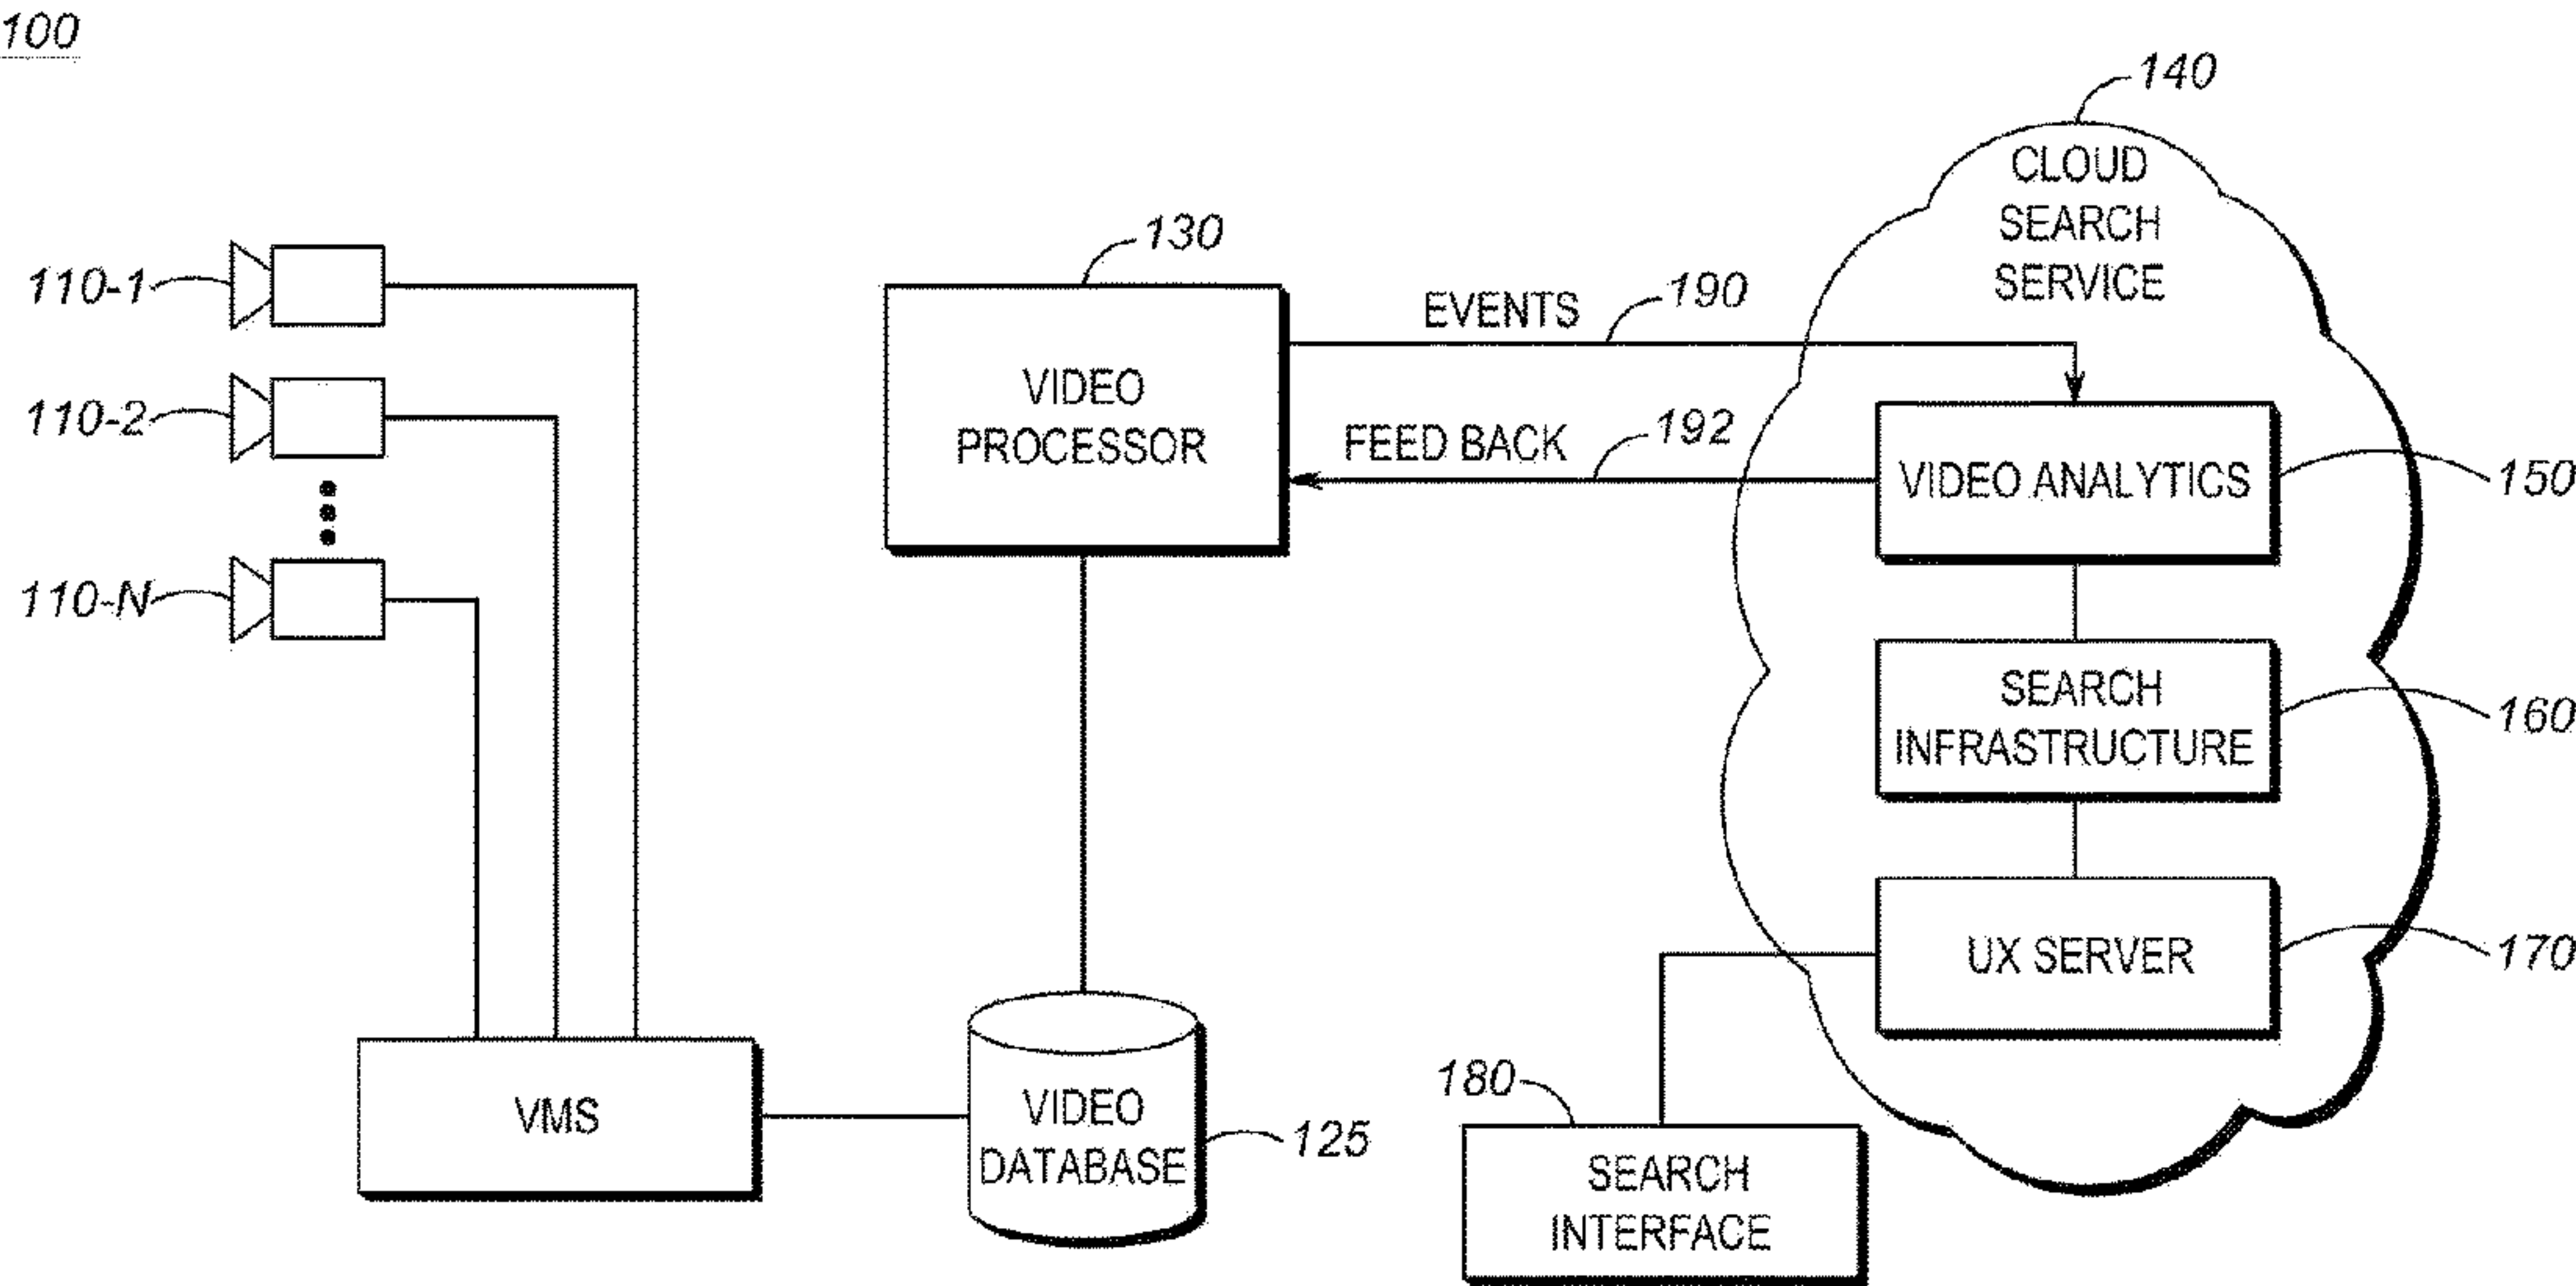 100
140
CLOUD
SEARCH
SERVICE
130
110-1
EVENTS
190
VIDEO
PROCESSOR
110-2
FEED BACK
192
VIDEO ANALYTICS
150
110-N
SEARCH
INFRASTRUCTURE
160
UX SERVER
170
VMS
VIDEO
DATABASE
125
180
SEARCH
INTERFACE